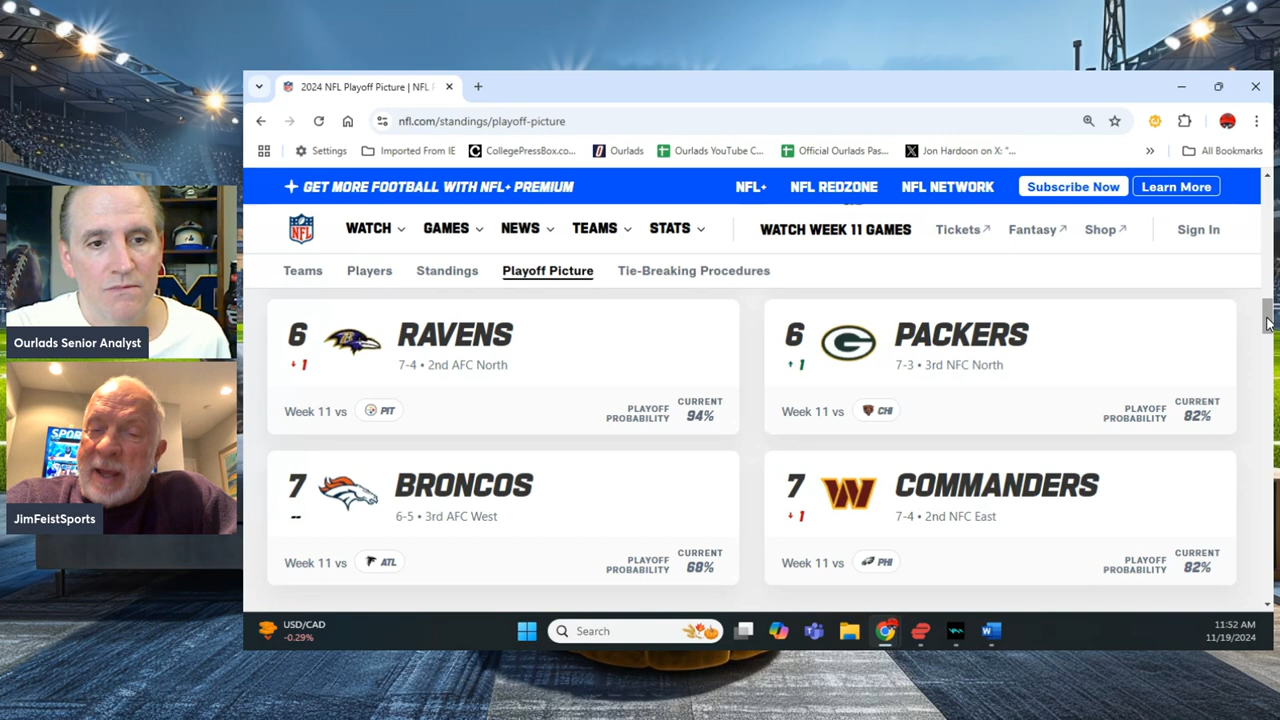 2024 NFL Playoff Picture | NFL
nfl.com/standings/playoff-picture
Settings
Imported From IE
CollegePressBox.co...
Ourlads
Ourlads YouTube C...
Official Ourlads Pas...
Jon Hardoon on X: "...
All Bookmarks
GET MORE FOOTBALL WITH NFL+ PREMIUM
NFL+
NFL REDZONE
NFL NETWORK
Subscribe Now
Learn More
NFL
WATCH
GAMES
NEWS
TEAMS
STATS
WATCH WEEK 11 GAMES
Tickets
Fantasy
Shop
Sign In
Teams
Players
Standings
Playoff Picture
Tie-Breaking Procedures
6
1
RAVENS
7-4 • 2nd AFC North
Week 11 vs PIT
PLAYOFF PROBABILITY
CURRENT
94%
6
1
PACKERS
7-3 • 3rd NFC North
Week 11 vs CHI
PLAYOFF PROBABILITY
CURRENT
82%
7
--
BRONCOS
6-5 • 3rd AFC West
Week 11 vs ATL
PLAYOFF PROBABILITY
CURRENT
68%
7
1
COMMANDERS
7-4 • 2nd NFC East
Week 11 vs PHI
PLAYOFF PROBABILITY
CURRENT
82%
Ourlads Senior Analyst
SPOR
JimFeistSports
USD/CAD
-0.29%
Search
11:52 AM
11/19/2024